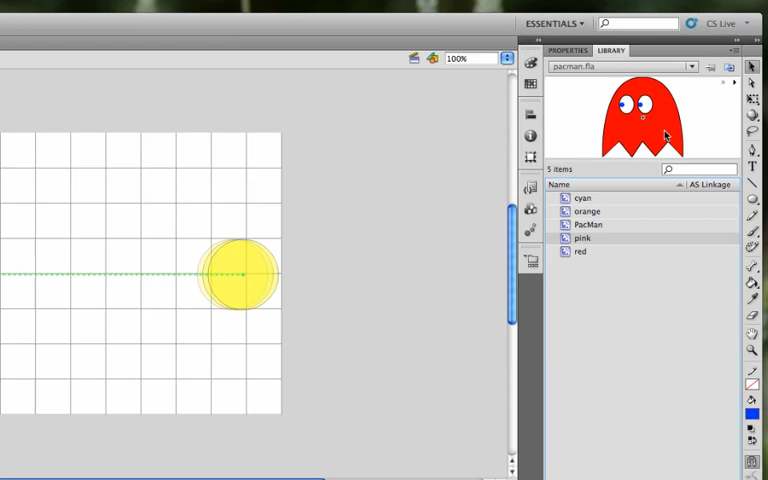 ESSENTIALS
CS Live
PROPERTIES
LIBRARY
100%
pacman.fla
5 items
Name
AS Linkage
cyan
orange
PacMan
pink
red
T